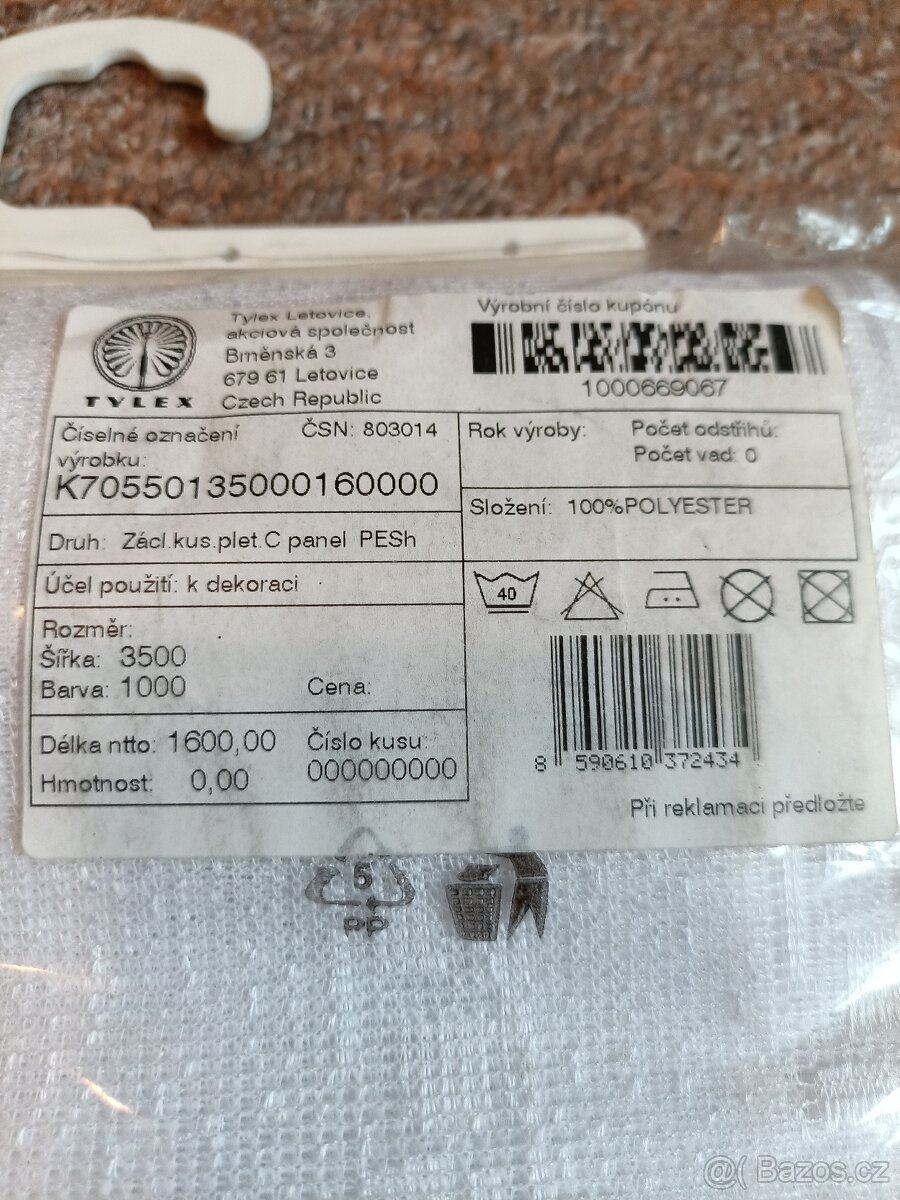 Tylex Letovice,
akciová společnost
Brněnská 3
679 61 Letovice
Czech Republic
TYLEX
Výrobní číslo kupónu
1000669067
Číselné označení
výrobku:
ČSN: 803014
K70550135000160000
Rok výroby:
Počet odstřihů:
Počet vad: 0
Složení: 100%POLYESTER
Druh: Zácl.kus.plet.C panel PESh
Účel použití: k dekoraci
40
Rozměr:
Šířka: 3500
Barva: 1000
Cena:
Délka ntto: 1600,00
Číslo kusu:
Hmotnost: 0,00
000000000
8 590610 372434
Při reklamaci předložte
5
PP
@( Bazos.cz